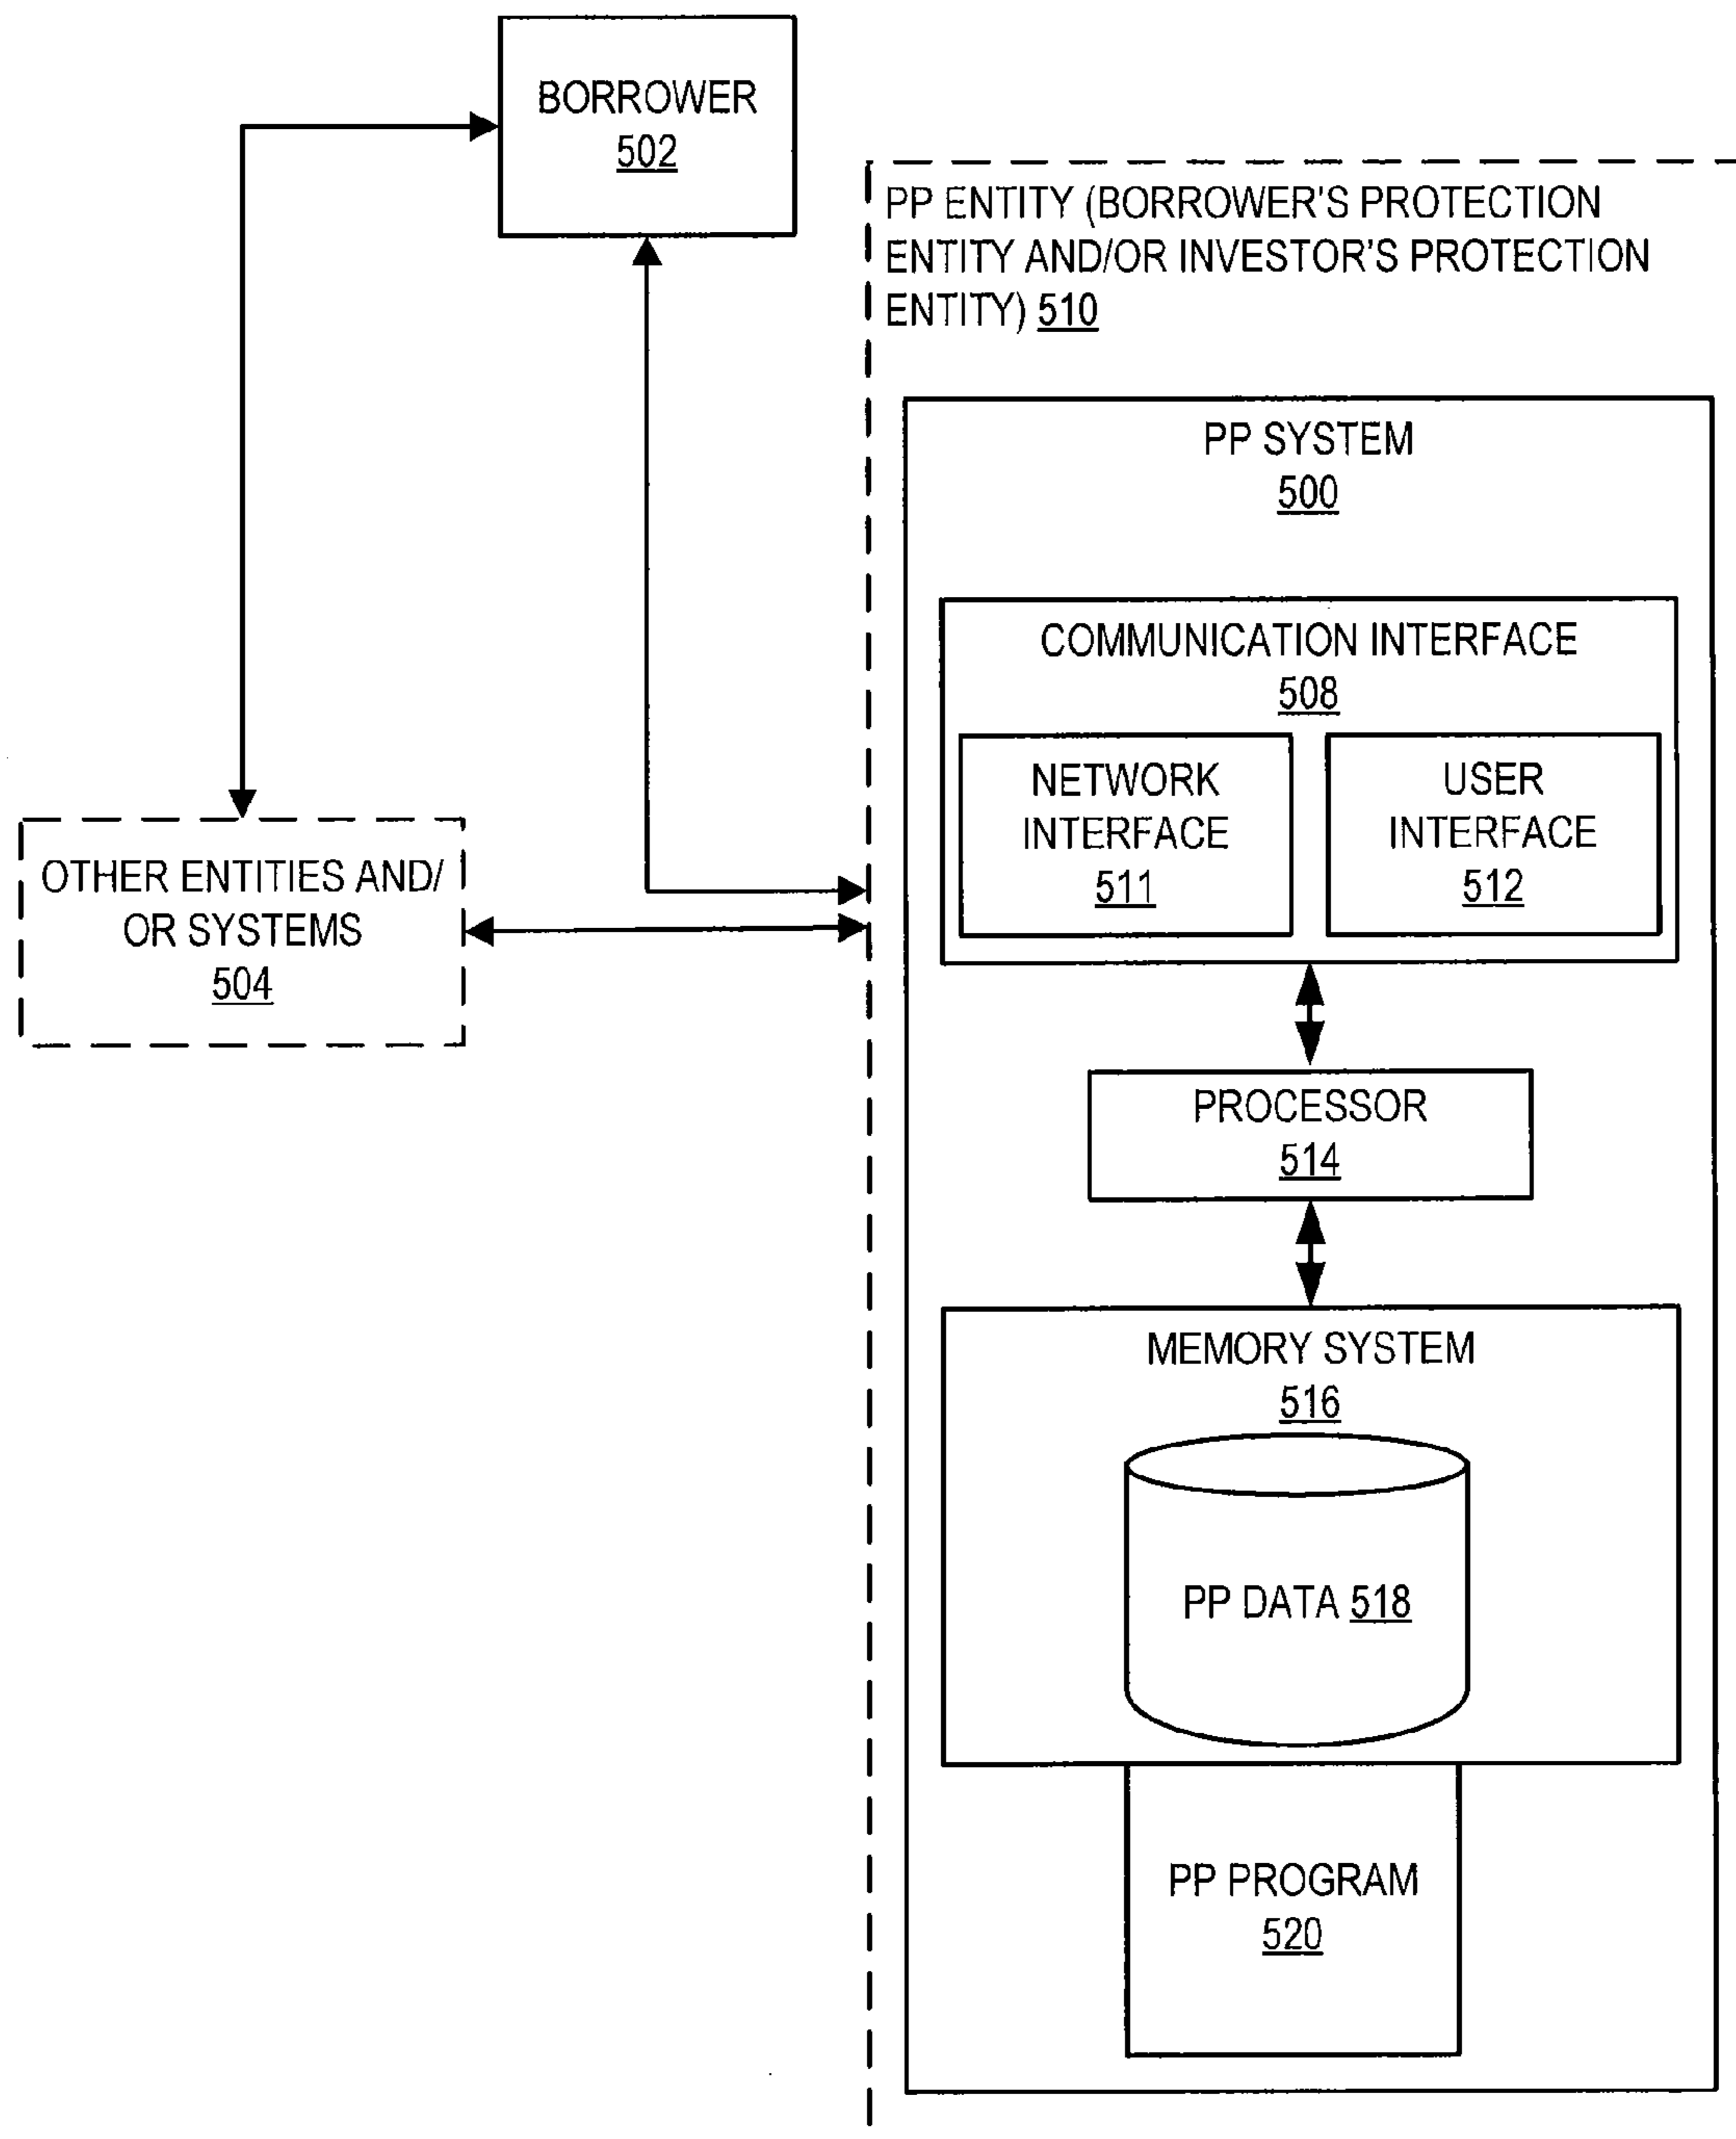 BORROWER
502
PP ENTITY (BORROWER'S PROTECTION
ENTITY AND/OR INVESTOR'S PROTECTION
ENTITY) 510
PP SYSTEM
500
COMMUNICATION INTERFACE
508
NETWORK
INTERFACE
511
USER
INTERFACE
512
OTHER ENTITIES AND/
OR SYSTEMS
504
PROCESSOR
514
MEMORY SYSTEM
516
PP DATA 518
PP PROGRAM
520